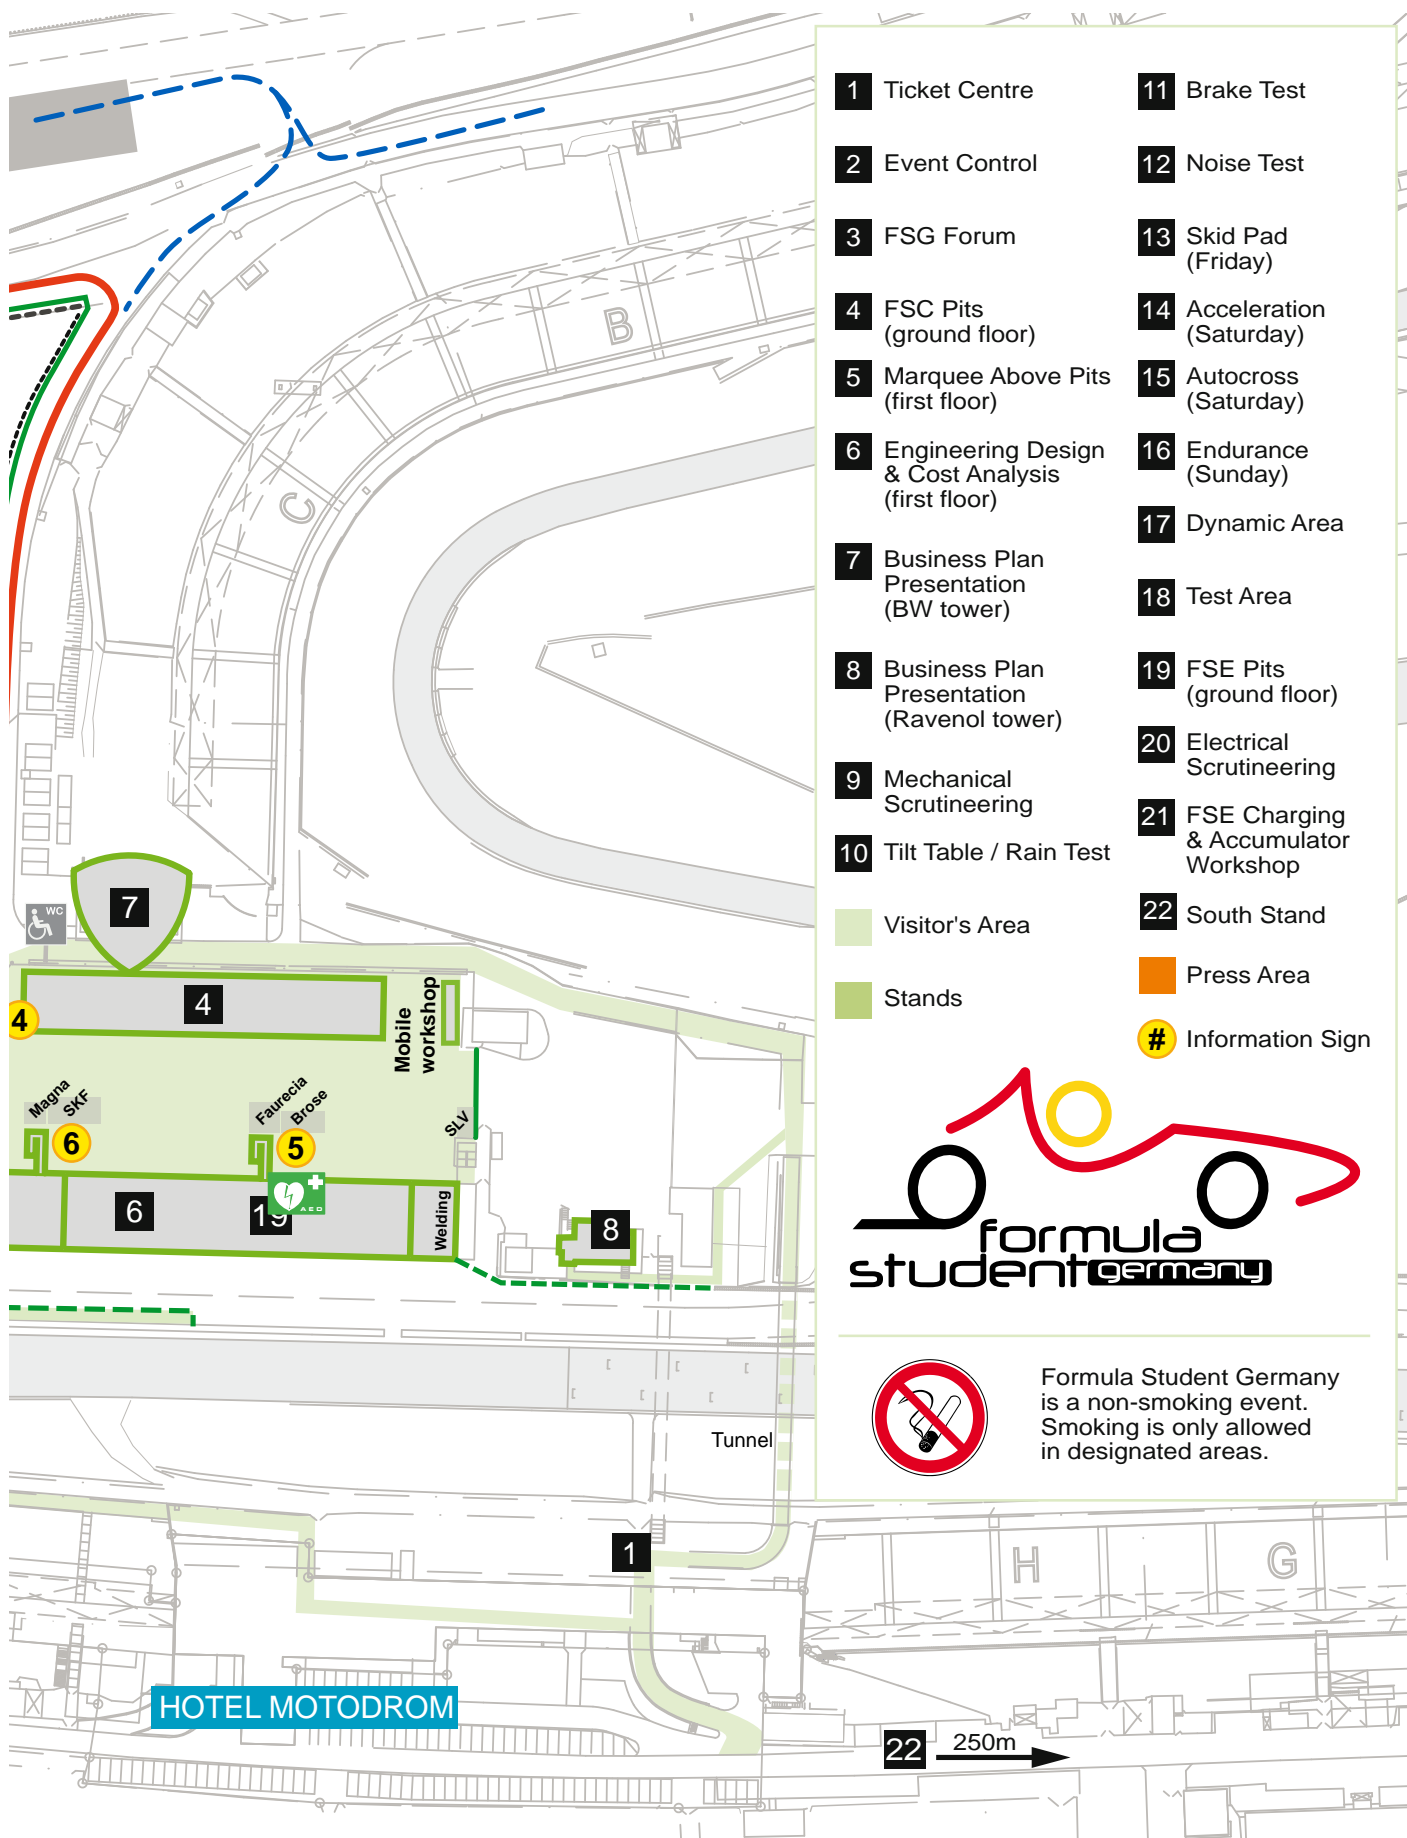 1 Ticket Centre
2 Event Control
3 FSG Forum
4 FSC Pits
(ground floor)
5 Marquee Above Pits
(first floor)
6 Engineering Design
& Cost Analysis
(first floor)
7 Business Plan
Presentation
(BW tower)
8 Business Plan
Presentation
(Ravenol tower)
9 Mechanical
Scrutineering
10 Tilt Table / Rain Test
Visitor's Area
Stands
11 Brake Test
12 Noise Test
13 Skid Pad
(Friday)
14 Acceleration
(Saturday)
15 Autocross
(Saturday)
16 Endurance
(Sunday)
17 Dynamic Area
18 Test Area
19 FSE Pits
(ground floor)
20 Electrical
Scrutineering
21 FSE Charging
& Accumulator
Workshop
22 South Stand
Press Area
# Information Sign
formula
student germany
Formula Student Germany
is a non-smoking event.
Smoking is only allowed
in designated areas.
B
C
WC
7
4
4
Mobile
workshop
Magna
SKF
Faurecia
Brose
SLV
6
5
AED
6
19
Welding
8
Tunnel
1
H
G
HOTEL MOTODROM
22
250m